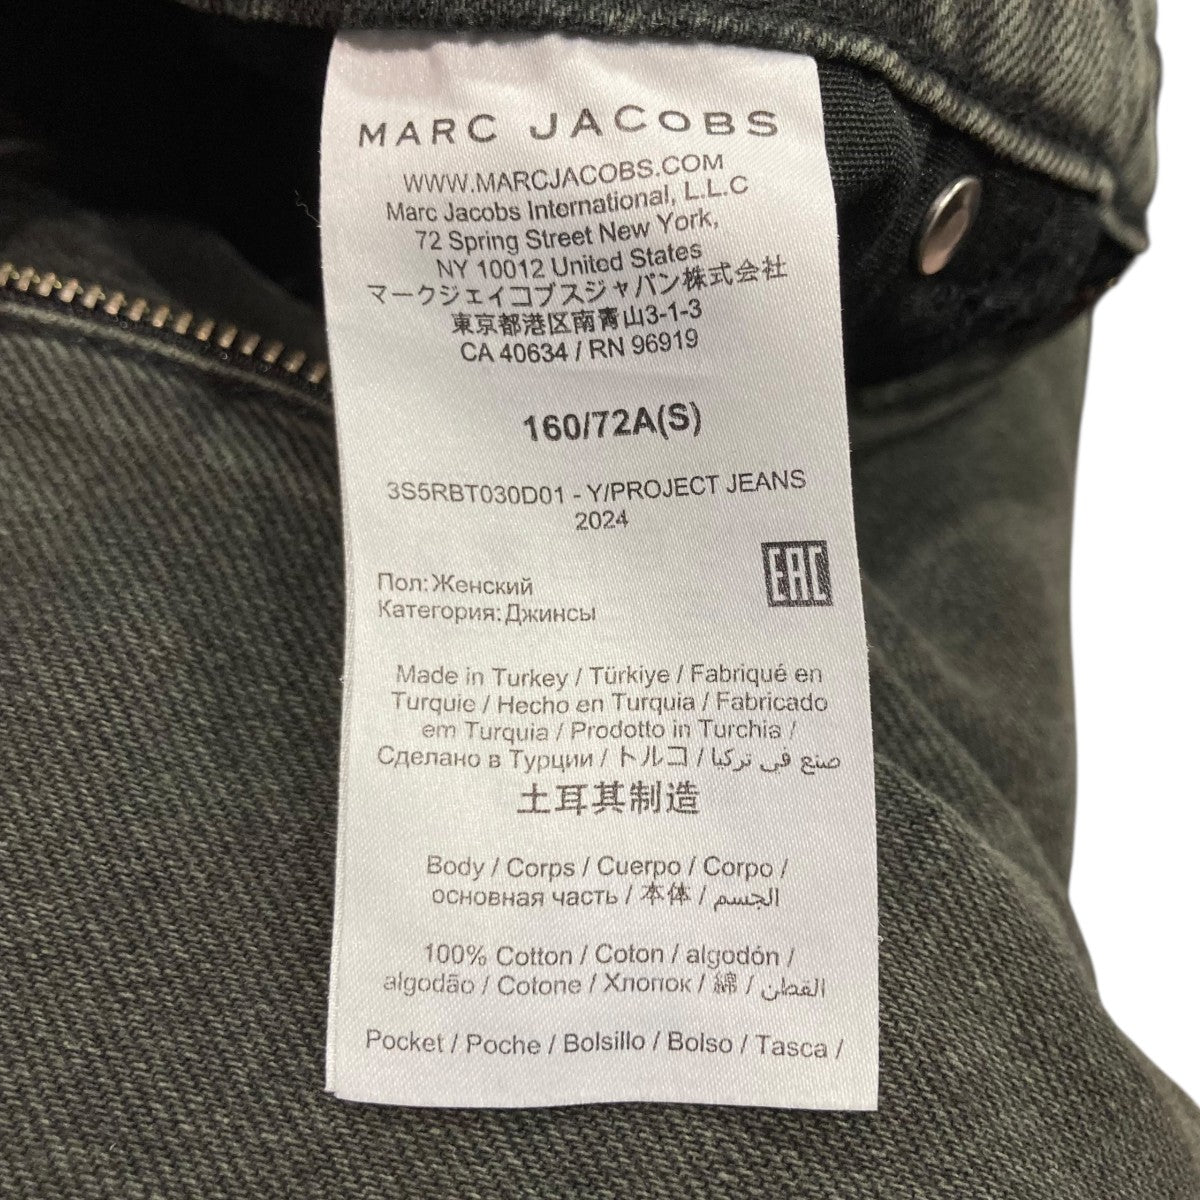 MARC JACOBS
WWW.MARCJACOBS.COM
Marc Jacobs International, L.L.C
72 Spring Street New York,
NY 10012 United States
マークジェイコブスジャパン株式会社
東京都港区南青山3-1-3
CA 40634 / RN 96919
160/72A(S)
3S5RBT030D01 - Y/PROJECT JEANS
2024
EAC
Пол:Женский
Категория:Джинсы
Made in Turkey / Türkiye / Fabriqué en
Turquie / Hecho en Turquia / Fabricado
em Turquia / Prodotto in Turchia /
Сделано в Турции / トルコ / صنع في تركيا
土耳其制造
Body / Corps / Cuerpo / Corpo /
основная часть / 本体 / الجسم
100% Cotton / Coton / algodón /
algodão / Cotone / Хлопок / 綿 / القطن
Pocket / Poche / Bolsillo / Bolso / Tasca /